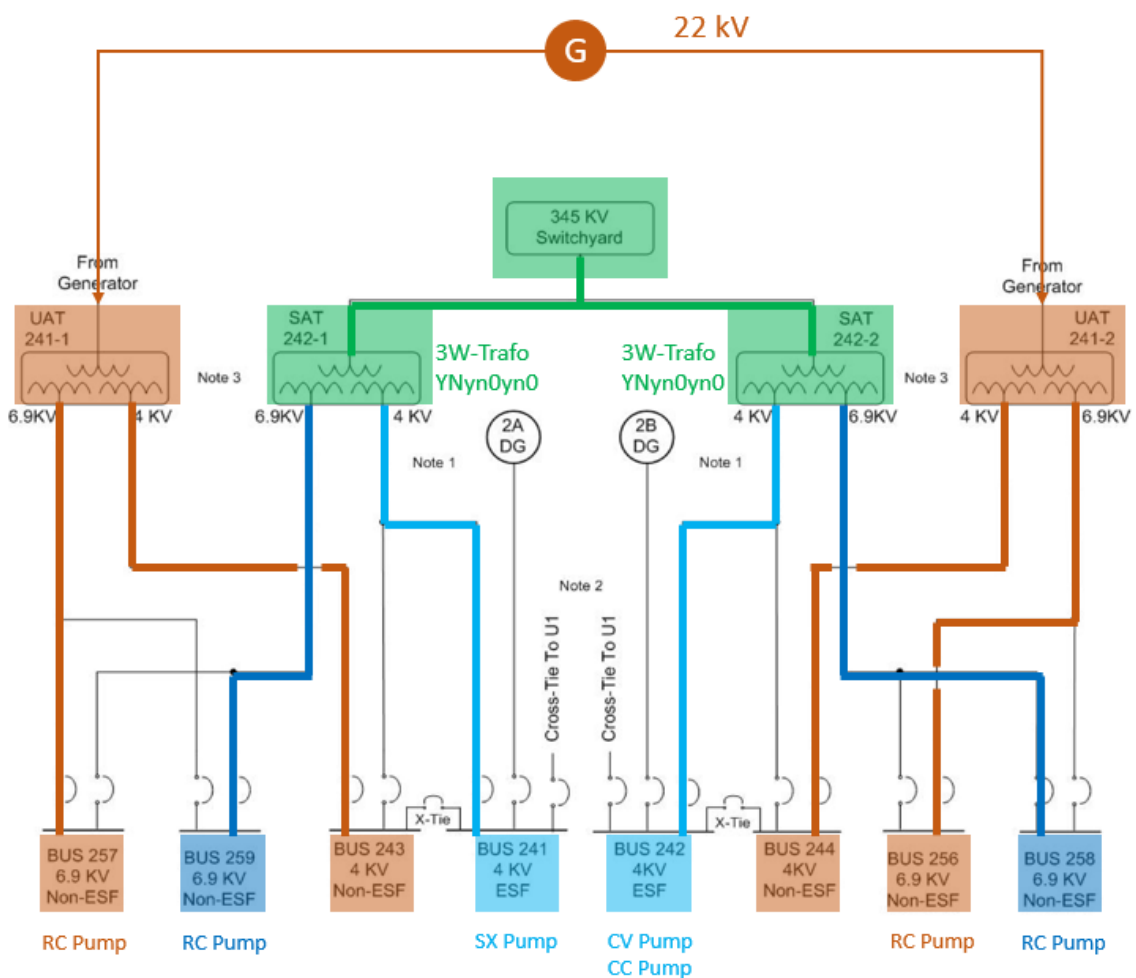 22 kV
G
345 KV
Switchyard
From
Generator
From
Generator
UAT
241-1
SAT
242-1
3W-Trafo
YNyn0yn0
3W-Trafo
YNyn0yn0
SAT
242-2
UAT
241-2
Note 3
Note 3
6.9KV
4 KV
6.9KV
4 KV
4 KV
6.9KV
4 KV
6.9KV
2A
DG
2B
DG
Note 1
Note 1
Note 2
Cross-Tie To U1
Cross-Tie To U1
X-Tie
X-Tie
BUS 257
6.9 KV
Non-ESF
BUS 259
6.9 KV
Non-ESF
BUS 243
4 KV
Non-ESF
BUS 241
4 KV
ESF
BUS 242
4KV
ESF
BUS 244
4KV
Non-ESF
BUS 256
6.9 KV
Non-ESF
BUS 258
6.9 KV
Non-ESF
RC Pump
RC Pump
SX Pump
CV Pump
CC Pump
RC Pump
RC Pump